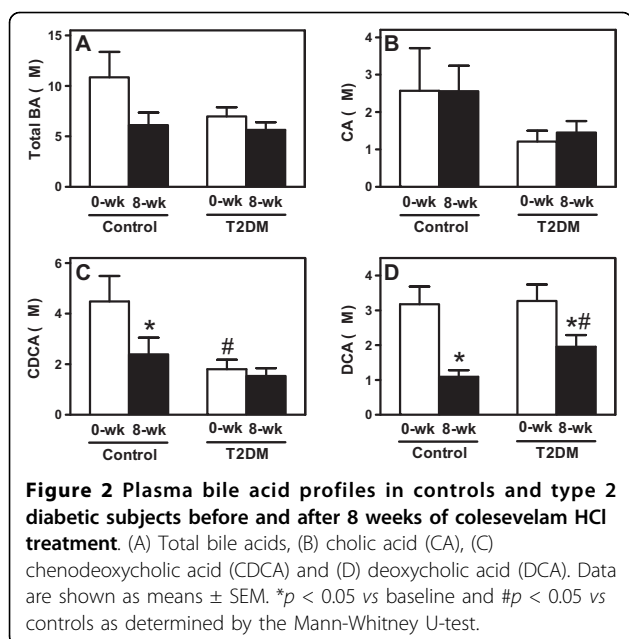 A
Total BA ( M)
15
10
5
0
0-wk 8-wk 0-wk 8-wk
Control T2DM
B
CA ( M)
4
3
2
1
0
0-wk 8-wk 0-wk 8-wk
Control T2DM
C
CDCA ( M)
6
4
2
0
* #
0-wk 8-wk 0-wk 8-wk
Control T2DM
D
DCA ( M)
4
3
2
1
0
* *#
0-wk 8-wk 0-wk 8-wk
Control T2DM
Figure 2 Plasma bile acid profiles in controls and type 2
diabetic subjects before and after 8 weeks of colesevelam HCl
treatment. (A) Total bile acids, (B) cholic acid (CA), (C)
chenodeoxycholic acid (CDCA) and (D) deoxycholic acid (DCA). Data
are shown as means ± SEM. *p < 0.05 vs baseline and #p < 0.05 vs
controls as determined by the Mann-Whitney U-test.